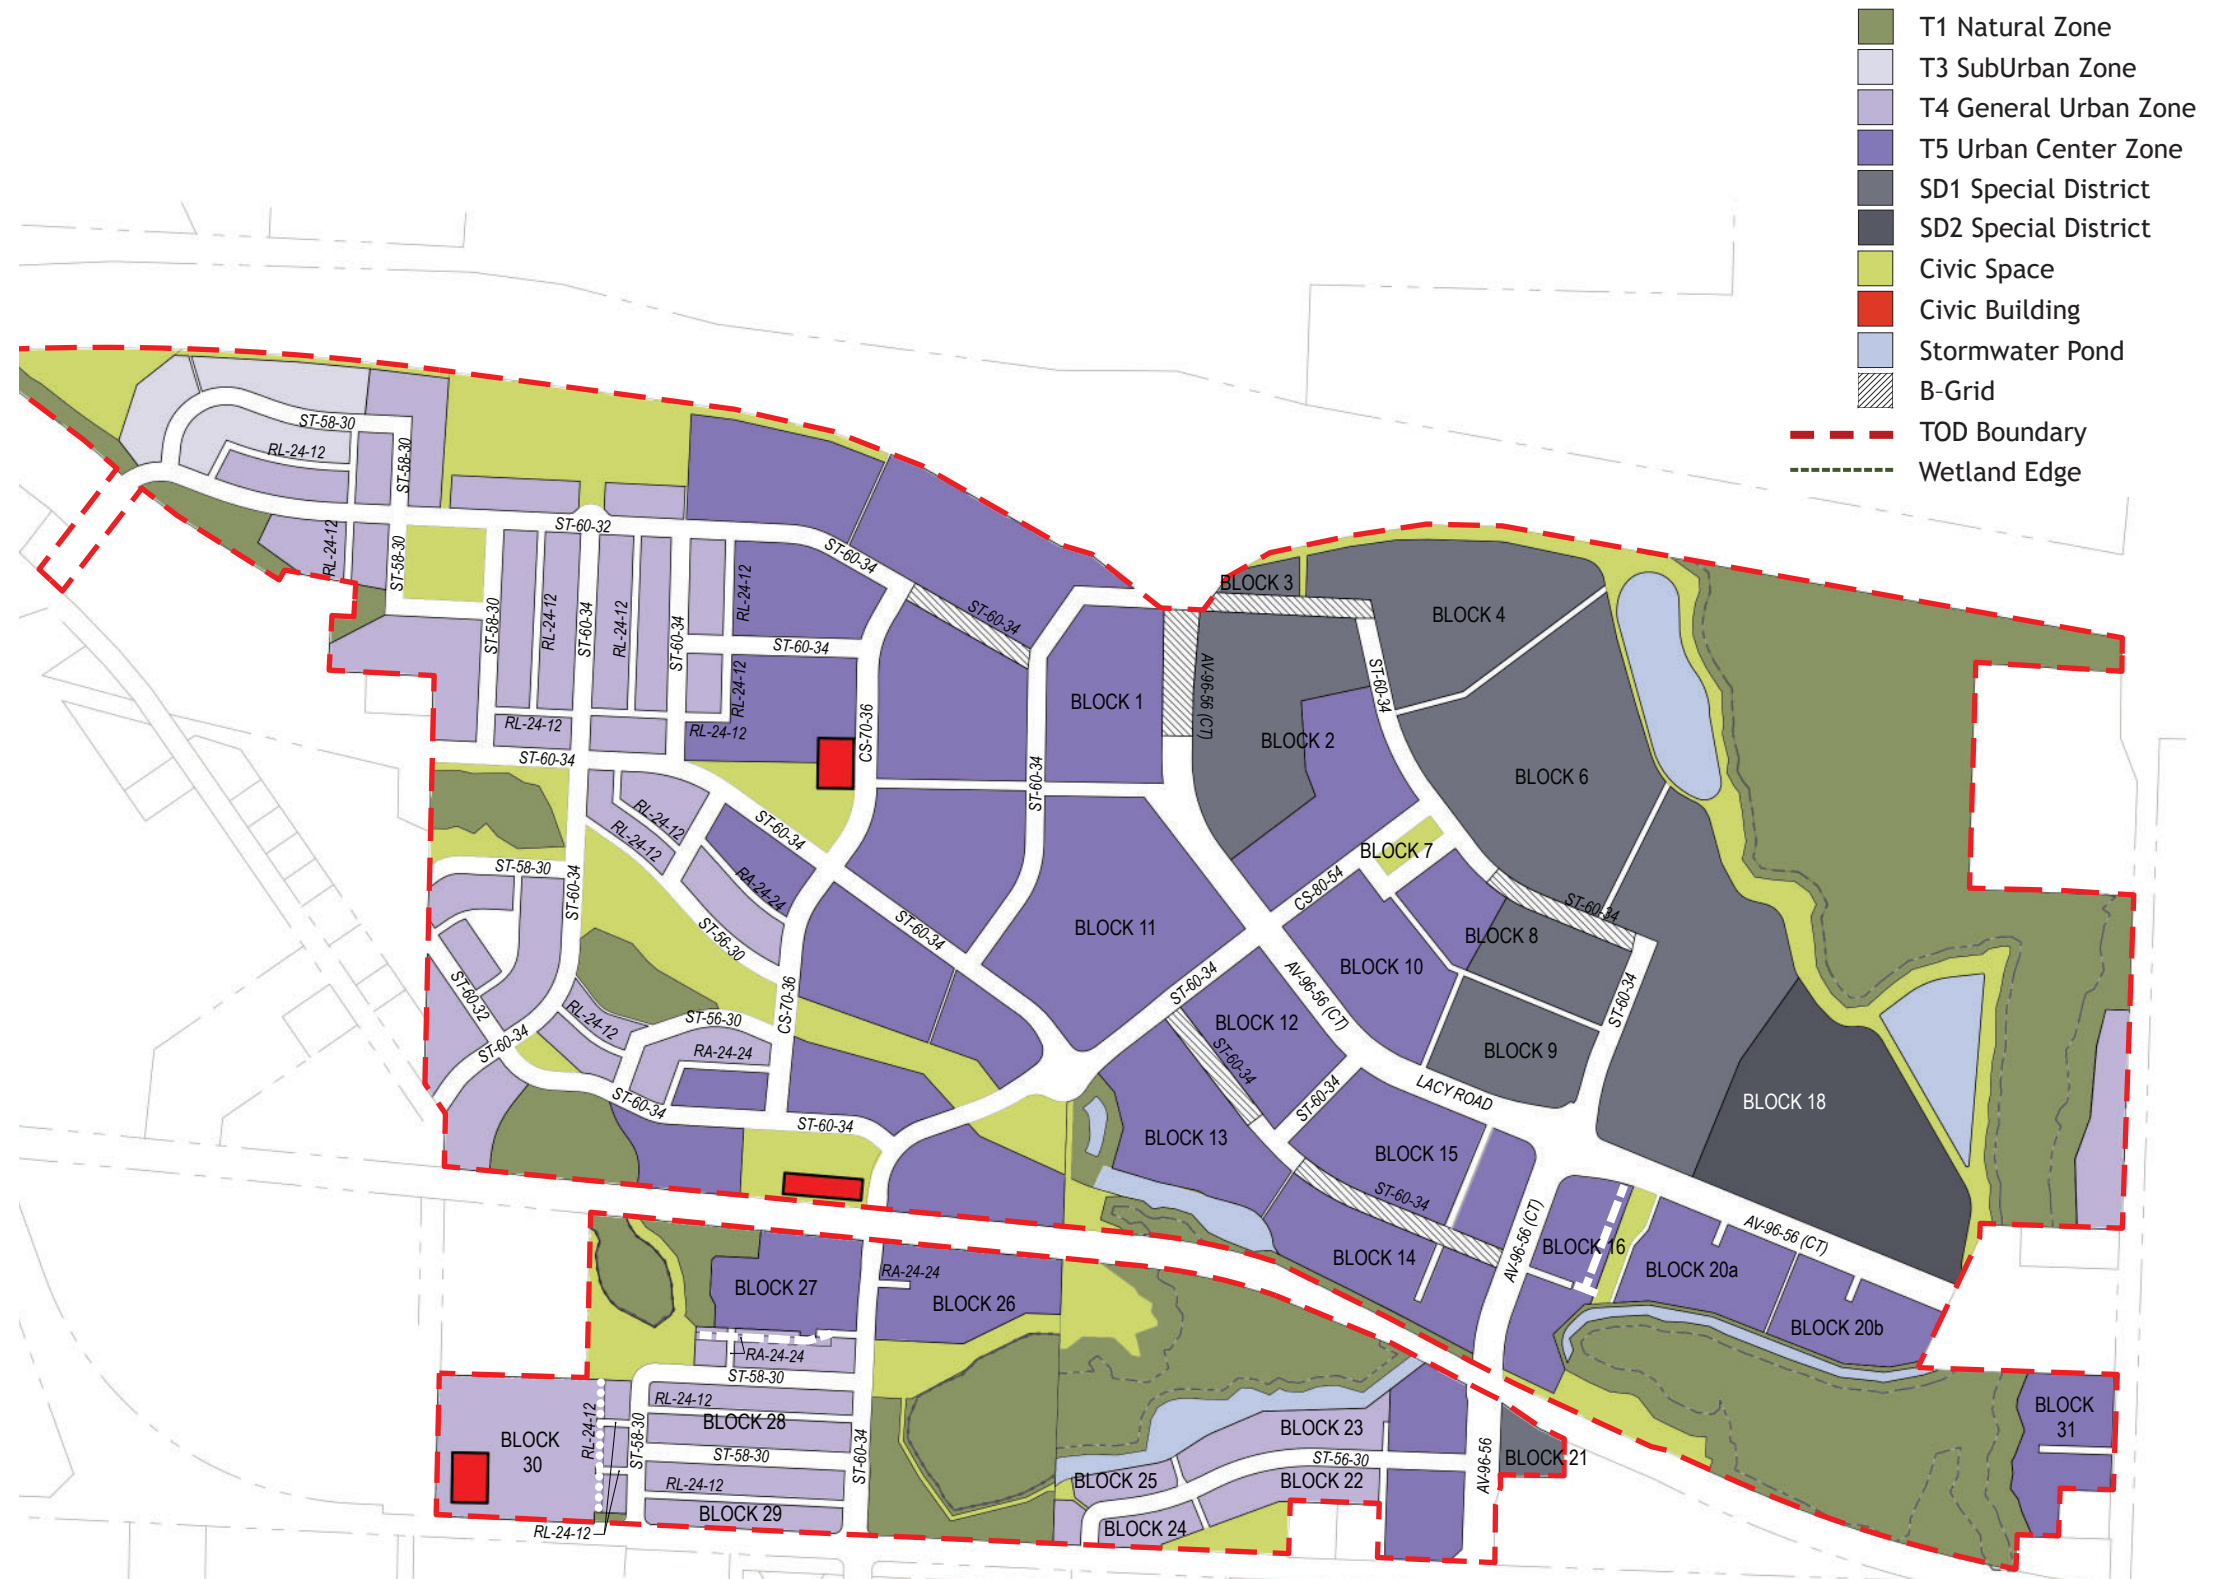 T1 Natural Zone
T3 SubUrban Zone
T4 General Urban Zone
T5 Urban Center Zone
SD1 Special District
SD2 Special District
Civic Space
Civic Building
Stormwater Pond
B-Grid
TOD Boundary
Wetland Edge
ST-58-30
RL-24-12
ST-58-30
ST-60-32
RL-24-12
ST-58-30
ST-60-34
ST-58-30
RL-24-12
ST-60-34
RL-24-12
ST-60-34
RL-24-12
ST-60-34
ST-60-34
RL-24-12
RL-24-12
RL-24-12
CS-70-36
ST-60-34
BLOCK 1
AV-96-56 (CT)
BLOCK 3
BLOCK 4
ST-60-34
BLOCK 2
BLOCK 6
ST-60-34
ST-60-34
RL-24-12
RL-24-12
ST-60-34
BLOCK 7
CS-80-54
ST-58-30
ST-60-34
RA-24-24
ST-56-30
ST-60-34
BLOCK 11
ST-60-34
BLOCK 8
BLOCK 10
ST-60-32
ST-60-34
RL-24-12
ST-56-30
RA-24-24
CS-70-36
ST-60-34
AV-96-56 (CT)
BLOCK 12
ST-60-34
ST-60-34
BLOCK 9
LACY ROAD
ST-60-34
BLOCK 18
ST-60-34
ST-60-34
BLOCK 13
BLOCK 15
ST-60-34
BLOCK 14
AV-96-56 (CT)
BLOCK 16
AV-96-56 (CT)
BLOCK 20a
BLOCK 20b
BLOCK 27
RA-24-24
BLOCK 26
RA-24-24
ST-58-30
RL-24-12
BLOCK 28
RL-24-12
ST-58-30
ST-58-30
ST-60-34
BLOCK
30
RL-24-12
BLOCK 29
RL-24-12
BLOCK 23
ST-56-30
BLOCK 25
BLOCK 22
BLOCK 24
AV-96-56
BLOCK 21
BLOCK
31